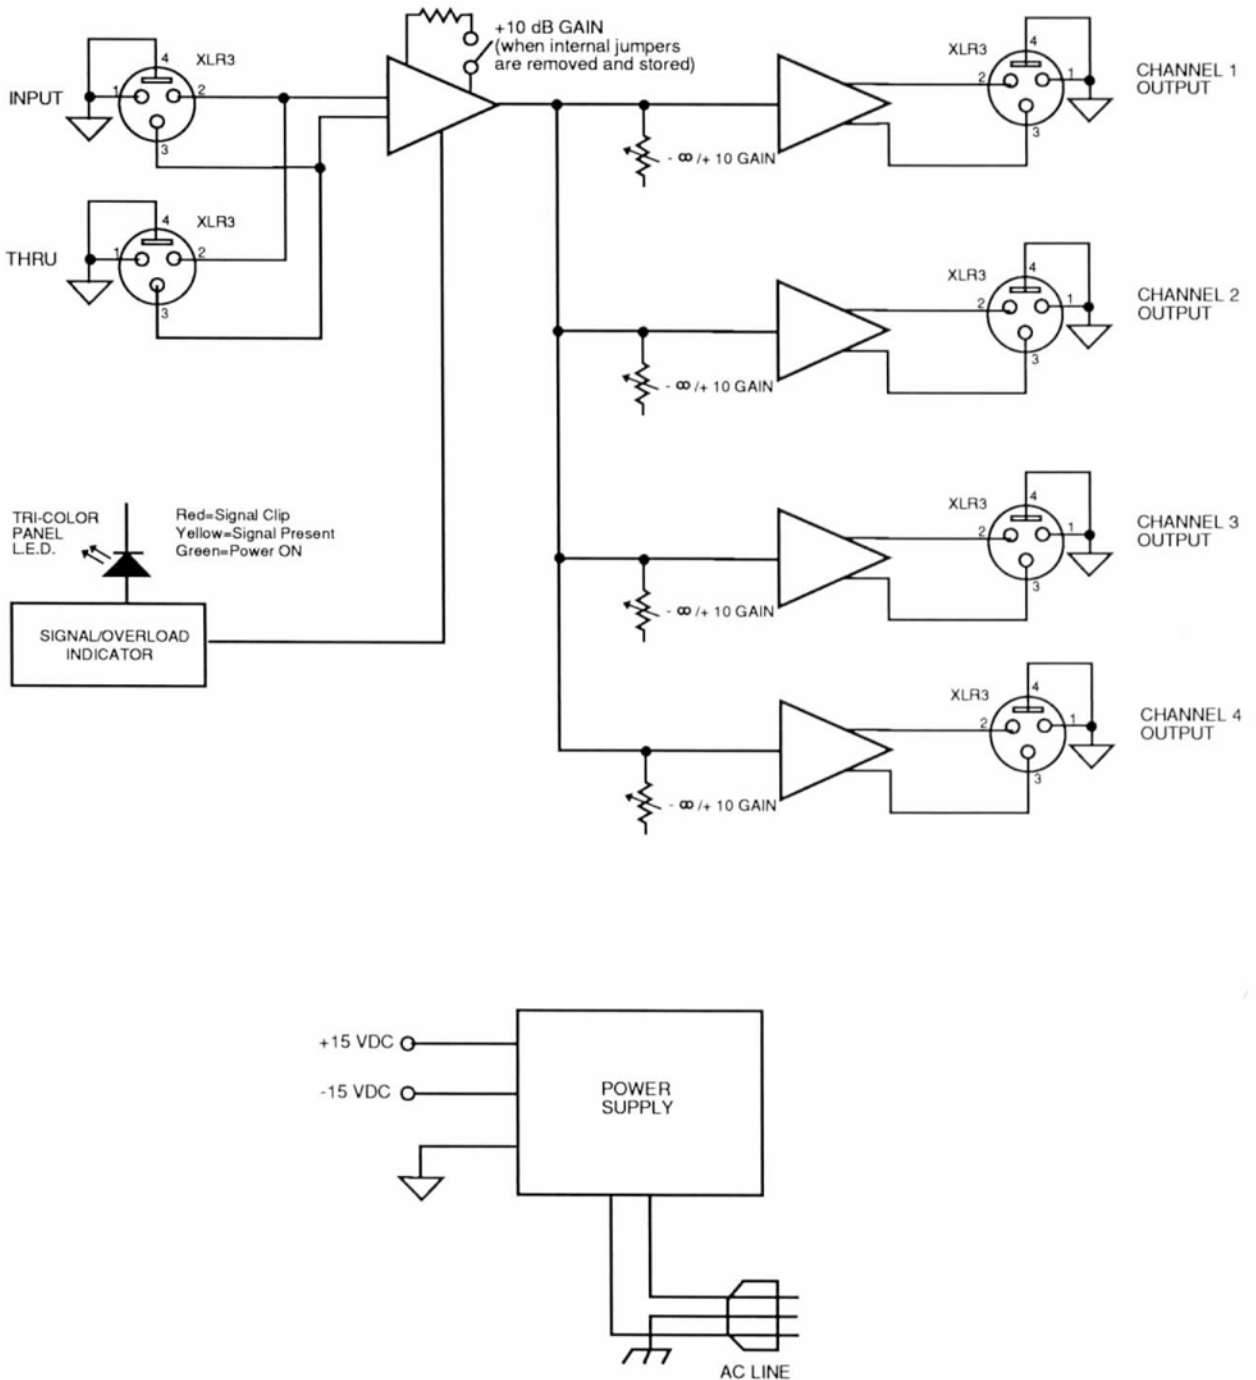 +10 dB GAIN
(when internal jumpers
are removed and stored)
XLR3
4
INPUT
1
2
3
XLR3
4
THRU
1
2
3
XLR3
4
2
1
3
CHANNEL 1
OUTPUT
- ∞ /+ 10 GAIN
XLR3
4
2
1
3
CHANNEL 2
OUTPUT
- ∞ /+ 10 GAIN
XLR3
4
2
1
3
CHANNEL 3
OUTPUT
- ∞ /+ 10 GAIN
XLR3
4
2
1
3
CHANNEL 4
OUTPUT
- ∞ /+ 10 GAIN
TRI-COLOR
PANEL
L.E.D.
Red=Signal Clip
Yellow=Signal Present
Green=Power ON
SIGNAL/OVERLOAD
INDICATOR
+15 VDC
-15 VDC
POWER
SUPPLY
AC LINE